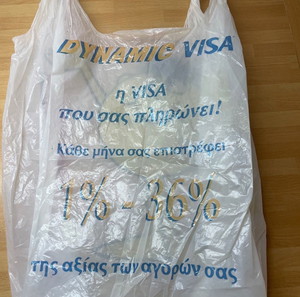 DYNAMIC VISA
η VISA
που σας πληρώνει!
Κάθε μήνα σας επιστρέφει
1% - 36%
της αξίας των αγορών σας